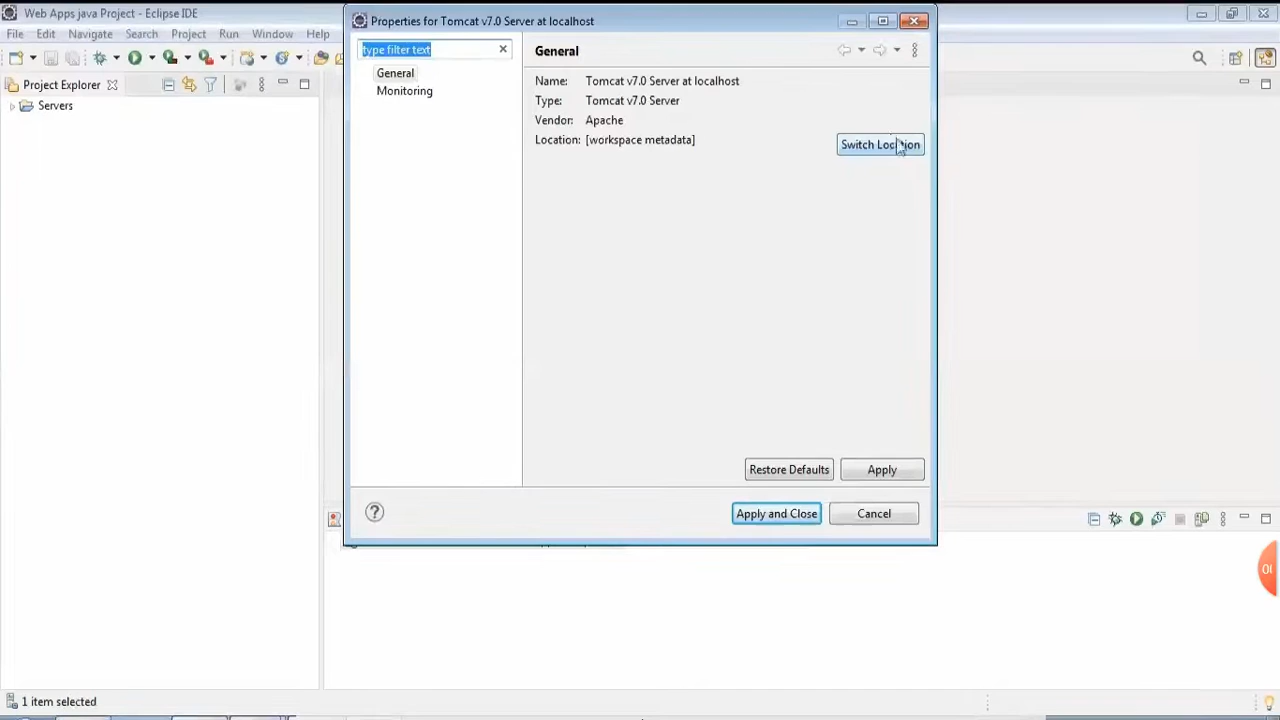 Web Apps java Project - Eclipse IDE
File Edit Navigate Search Project Run Window Help
Project Explorer
Servers
Properties for Tomcat v7.0 Server at localhost
type filter text
General
Monitoring
General
Name: Tomcat v7.0 Server at localhost
Type: Tomcat v7.0 Server
Vendor: Apache
Location: [workspace metadata]
Switch Location
Restore Defaults Apply
Apply and Close Cancel
1 item selected